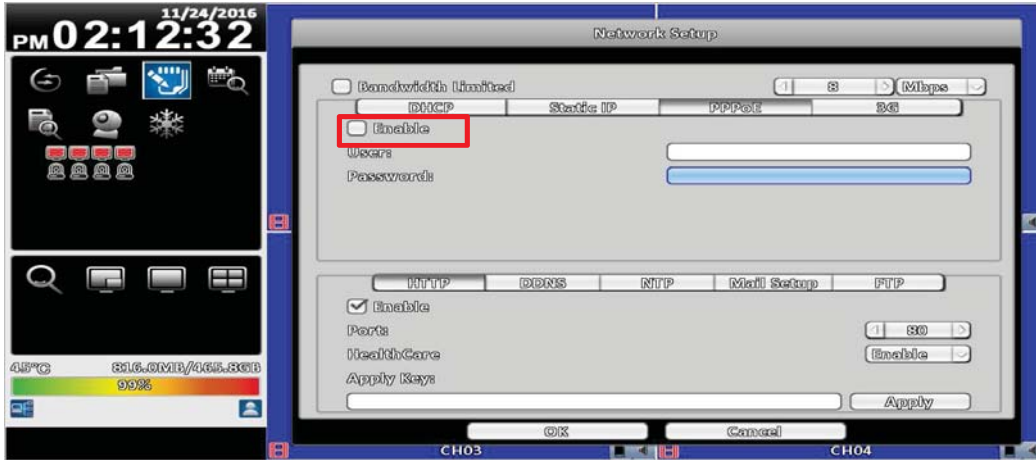 11/24/2016
PM 02:12:32
45°C 816.0MB/465.8GB
99%
Network Setup
Bandwidth Limited 8 Mbps
DHCP Static IP PPPoE 3G
Enable
User:
Password:
HTTP DDNS NTP Mail Setup FTP
Enable
Port: 80
HealthCare Enable
Apply Key:
Apply
OK Cancel
CH03 CH04